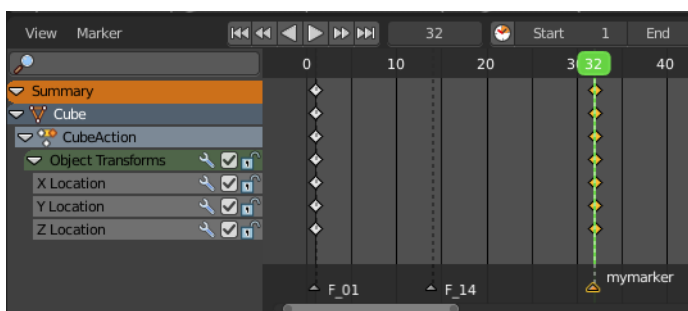 View Marker 32 Start 1 End
0 10 20 3 32 40
Summary
Cube
CubeAction
Object Transforms
X Location
Y Location
Z Location
F_01 F_14 mymarker